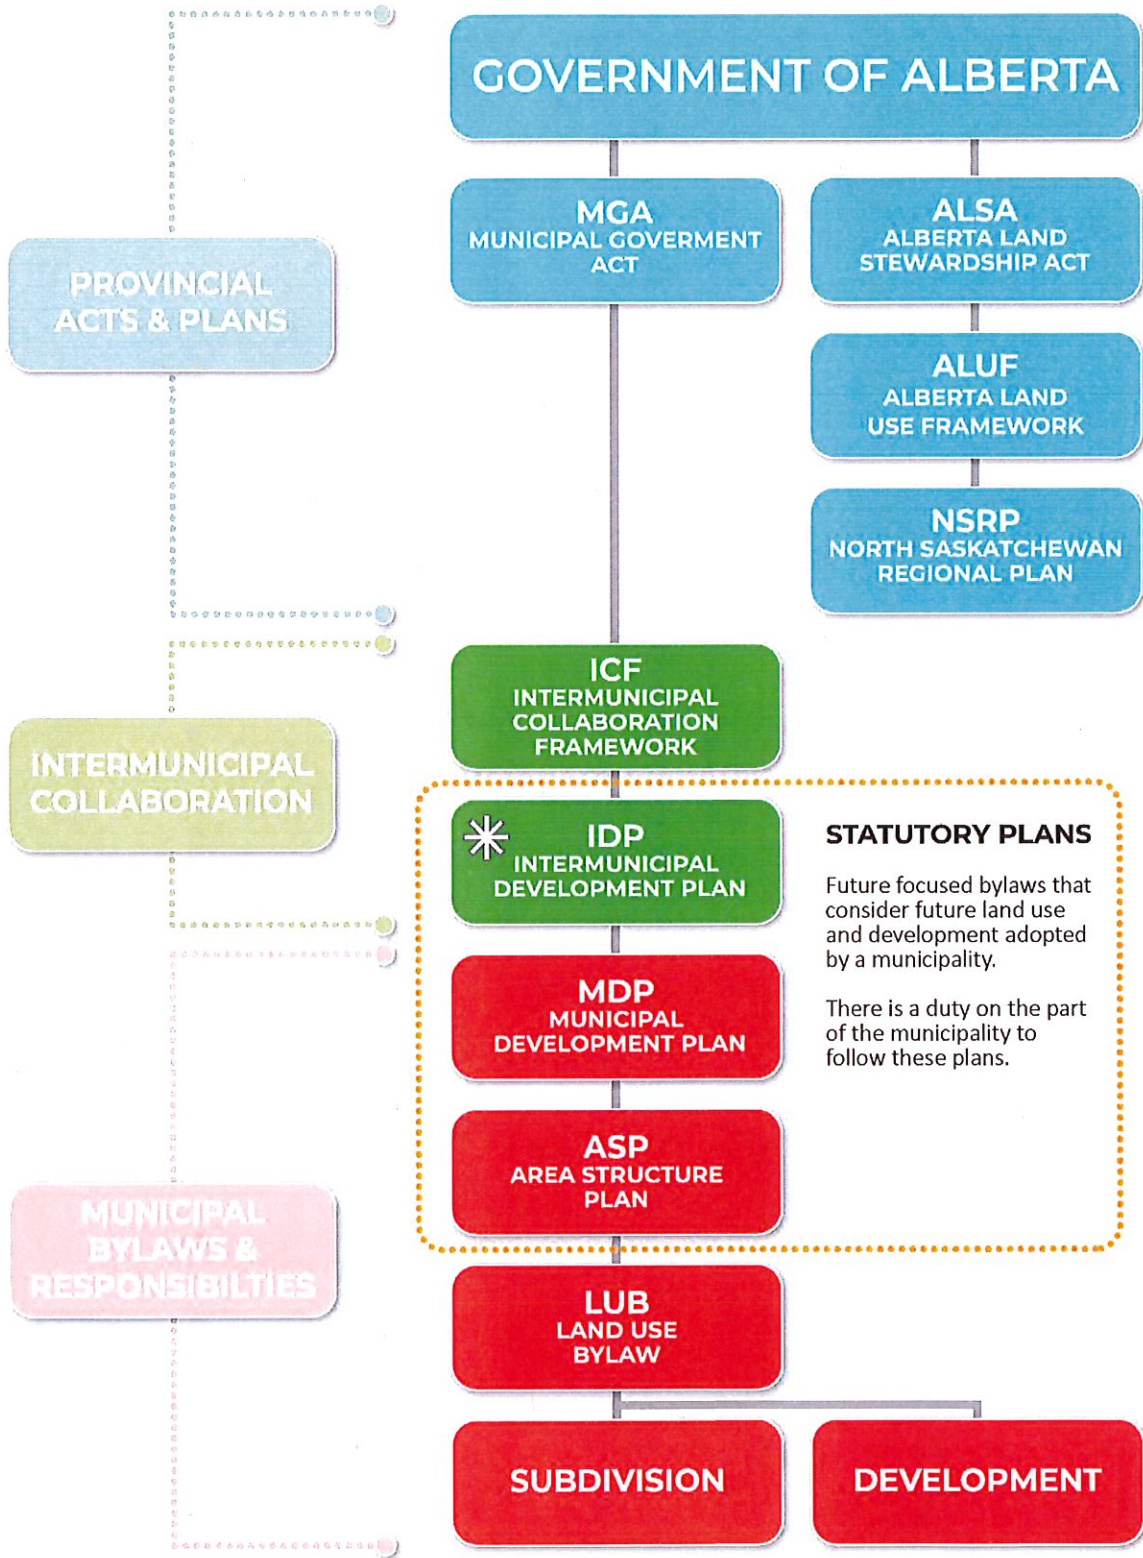 GOVERNMENT OF ALBERTA
MGA
MUNICIPAL GOVERMENT
ACT
ALSA
ALBERTA LAND
STEWARDSHIP ACT
PROVINCIAL
ACTS & PLANS
ALUF
ALBERTA LAND
USE FRAMEWORK
NSRP
NORTH SASKATCHEWAN
REGIONAL PLAN
ICF
INTERMUNICIPAL
COLLABORATION
FRAMEWORK
INTERMUNICIPAL
COLLABORATION
IDP
INTERMUNICIPAL
DEVELOPMENT PLAN
STATUTORY PLANS
Future focused bylaws that
consider future land use
and development adopted
by a municipality.
There is a duty on the part
of the municipality to
follow these plans.
MDP
MUNICIPAL
DEVELOPMENT PLAN
ASP
AREA STRUCTURE
PLAN
MUNICIPAL
BYLAWS &
RESPONSIBILTIES
LUB
LAND USE
BYLAW
SUBDIVISION
DEVELOPMENT